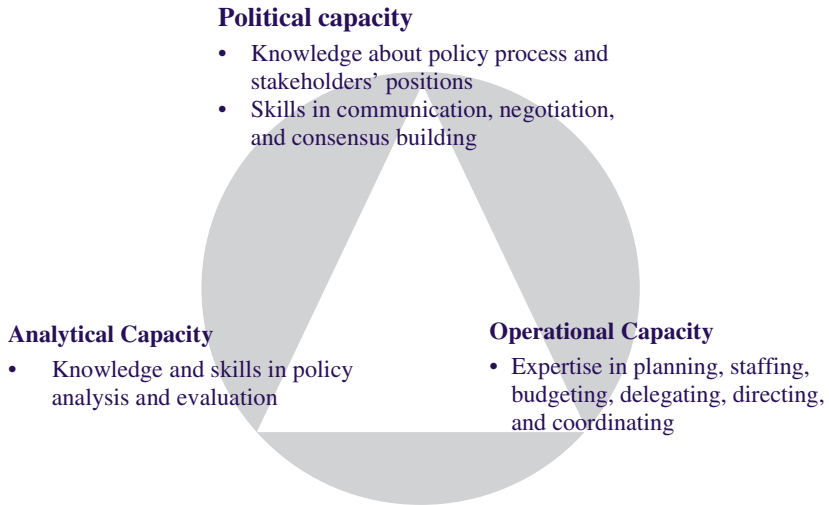 Political capacity
• Knowledge about policy process and
stakeholders' positions
• Skills in communication, negotiation,
and consensus building
Analytical Capacity
• Knowledge and skills in policy
analysis and evaluation
Operational Capacity
• Expertise in planning, staffing,
budgeting, delegating, directing,
and coordinating